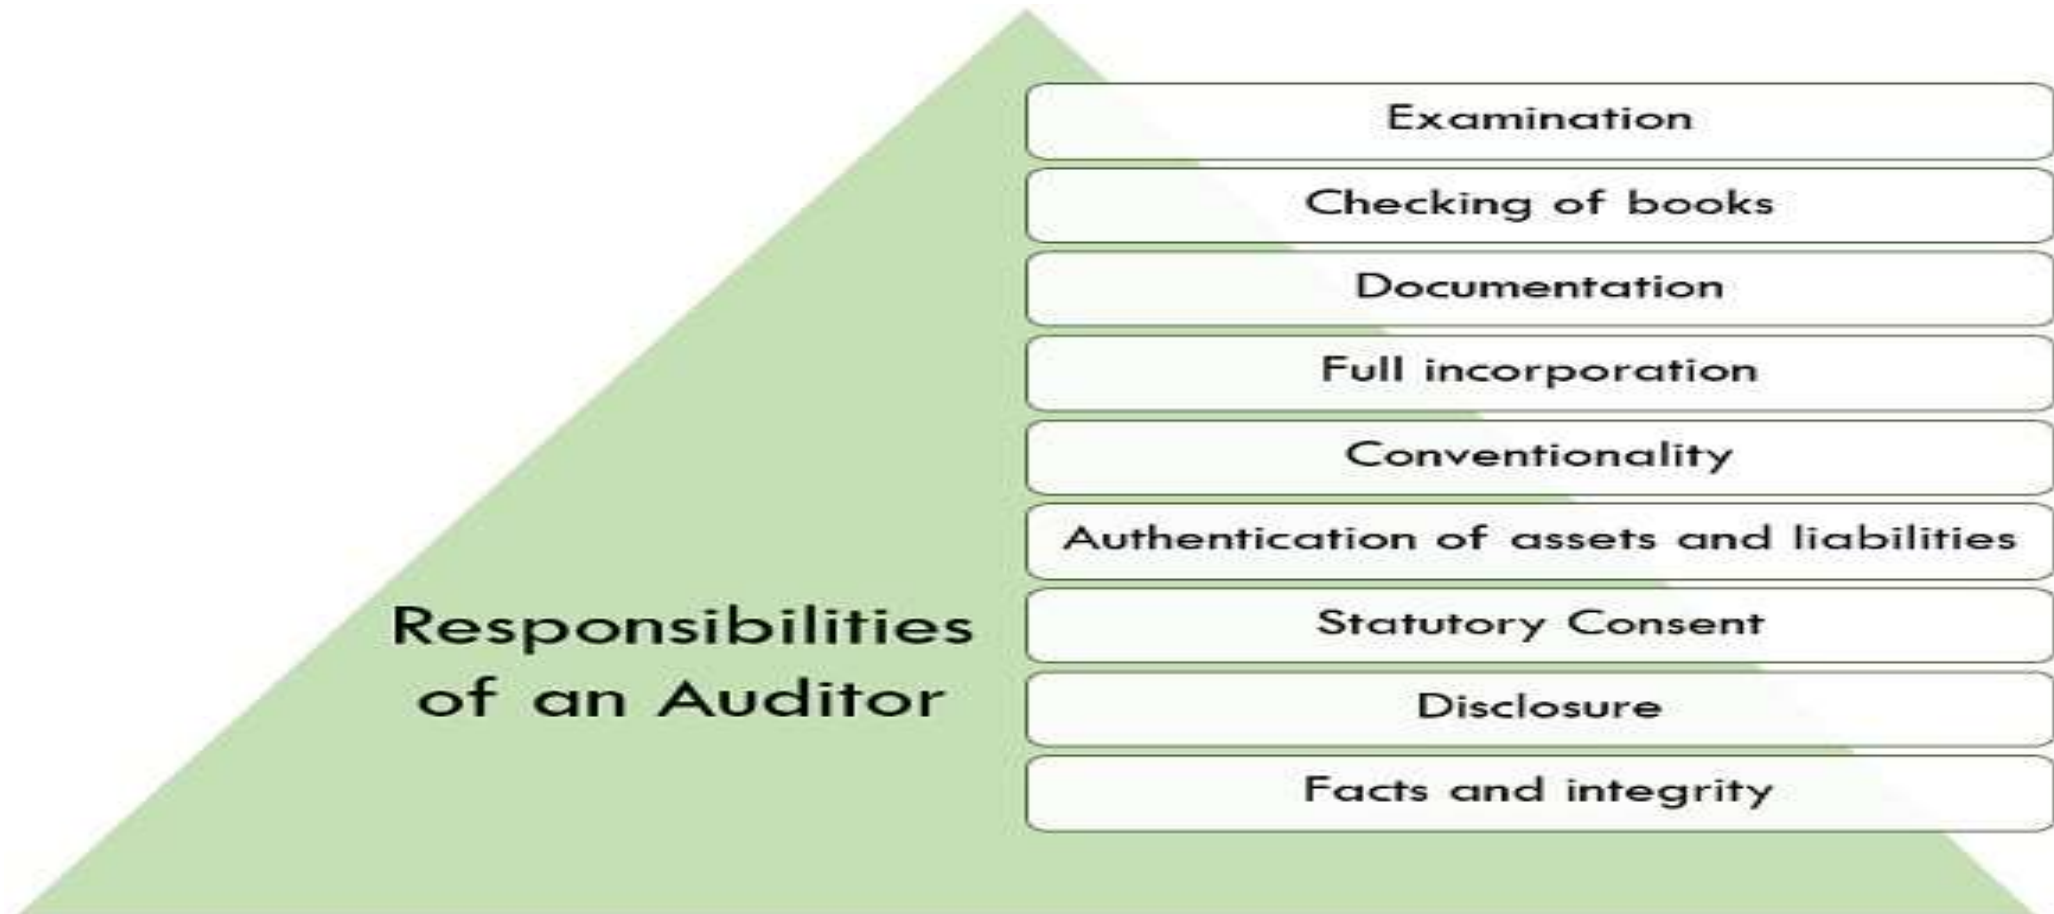 Examination
Checking of books
Documentation
Full incorporation
Conventionality
Authentication of assets and liabilities
Statutory Consent
Disclosure
Facts and integrity
Responsibilities
of an Auditor